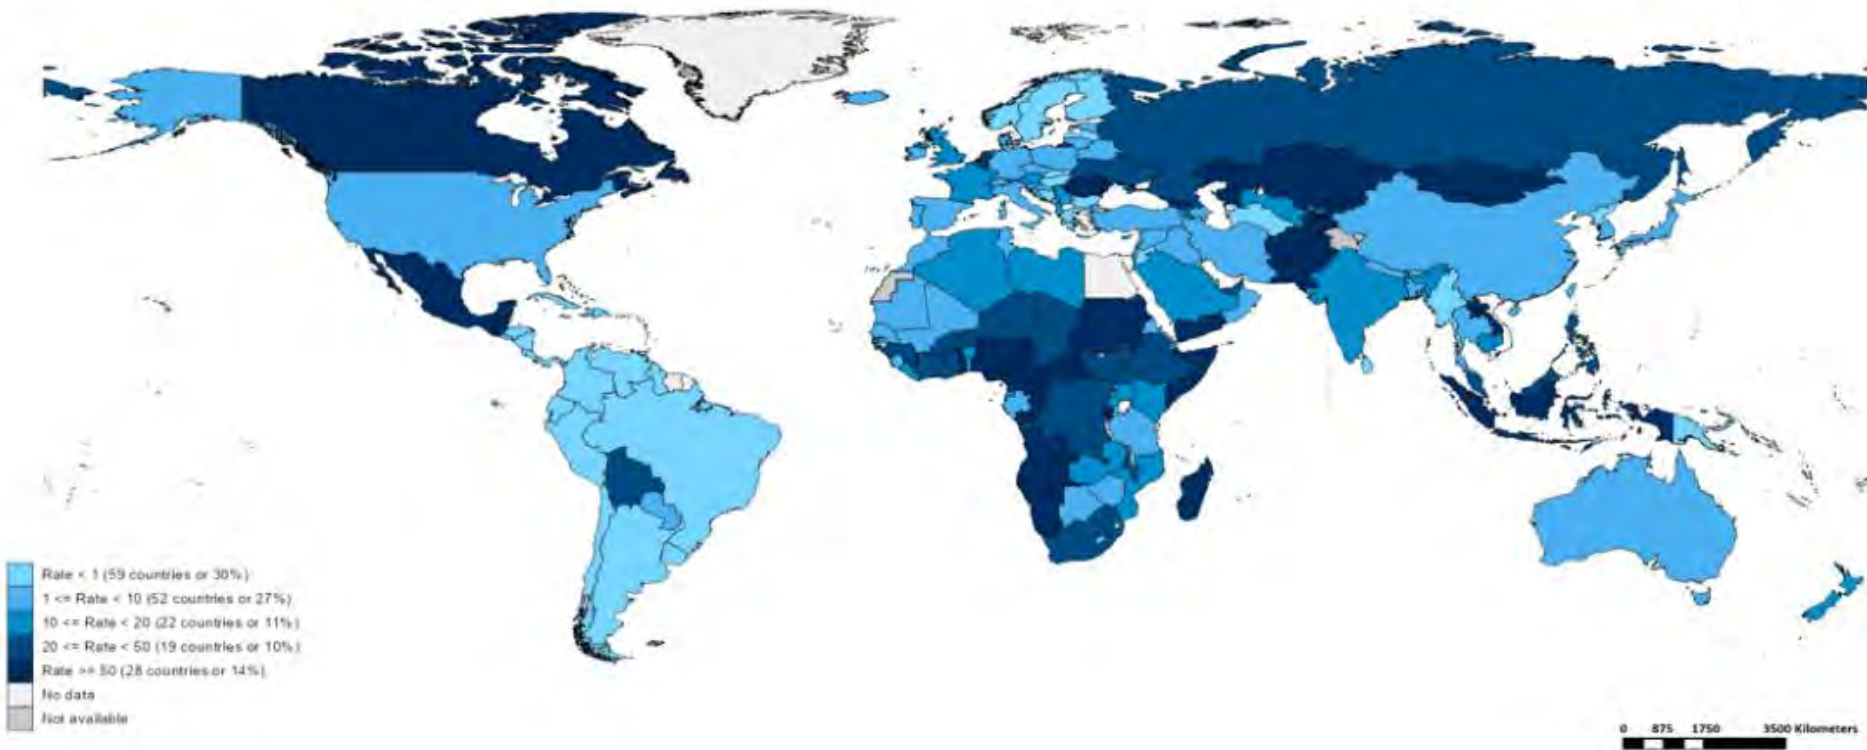 Rate < 1 (59 countries or 30%)
1 <= Rate < 10 (52 countries or 27%)
10 <= Rate < 20 (22 countries or 11%)
20 <= Rate < 50 (19 countries or 10%)
Rate >= 50 (28 countries or 14%)
No data
Not available
0 875 1750 3500 Kilometers